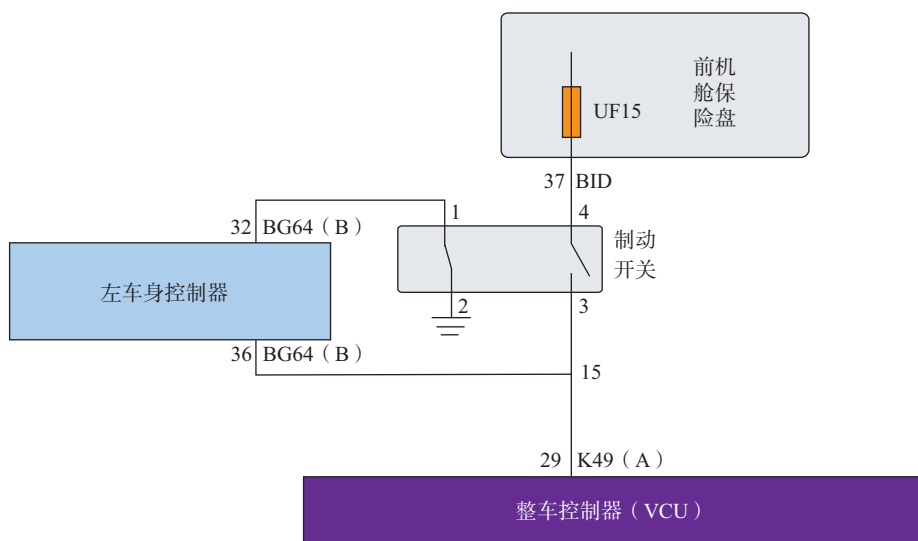 前机
舱保
险盘
UF15
37 BID
1
4
制动
开关
32 BG64（B）
左车身控制器
2
3
36 BG64（B）
15
29 K49（A）
整车控制器（VCU）